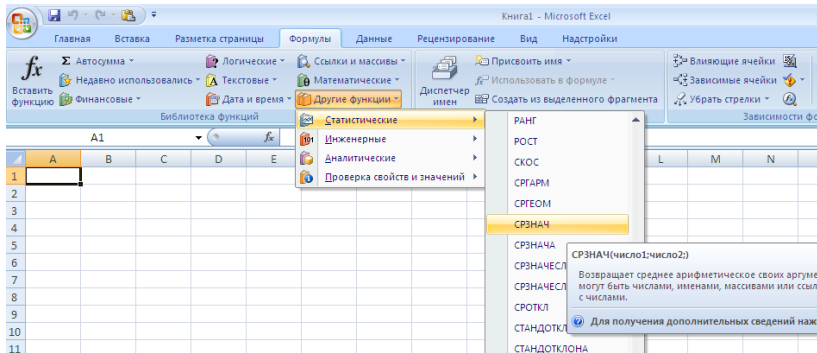 Книга1 - Microsoft Excel
Главная Вставка Разметка страницы Формулы Данные Рецензирование Вид Надстройки
fx Вставить функцию
Σ Автосумма
Недавно использовались
Финансовые
Логические
Текстовые
Дата и время
Ссылки и массивы
Математические
Другие функции
Библиотека функций
Диспетчер имен
Присвоить имя
Использовать в формуле
Создать из выделенного фрагмента
Влияющие ячейки
Зависимые ячейки
Убрать стрелки
Зависимости фо
A1 fx
A B C D E L M N
1
2
3
4
5
6
7
8
9
10
11
Статистические
Инженерные
Аналитические
Проверка свойств и значений
РАНГ
РОСТ
СКОС
СРГАРМ
СРГЕОМ
СРЗНАЧ
СРЗНАЧА
СРЗНАЧЕСЛ
СРЗНАЧЕСЛ
СРОТКЛ
СТАНДОТКЛ
СТАНДОТКЛОНА
СРЗНАЧ(число1;число2;)
Возвращает среднее арифметическое своих аргуме
могут быть числами, именами, массивами или ссыл
с числами.
Для получения дополнительных сведений наж